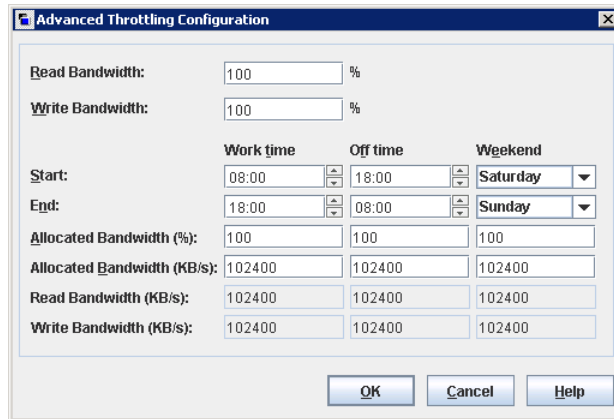 Advanced Throttling Configuration
Read Bandwidth: 100 %
Write Bandwidth: 100 %
Work time Off time Weekend
Start: 08:00 18:00 Saturday
End: 18:00 08:00 Sunday
Allocated Bandwidth (%): 100 100 100
Allocated Bandwidth (KB/s): 102400 102400 102400
Read Bandwidth (KB/s): 102400 102400 102400
Write Bandwidth (KB/s): 102400 102400 102400
OK Cancel Help